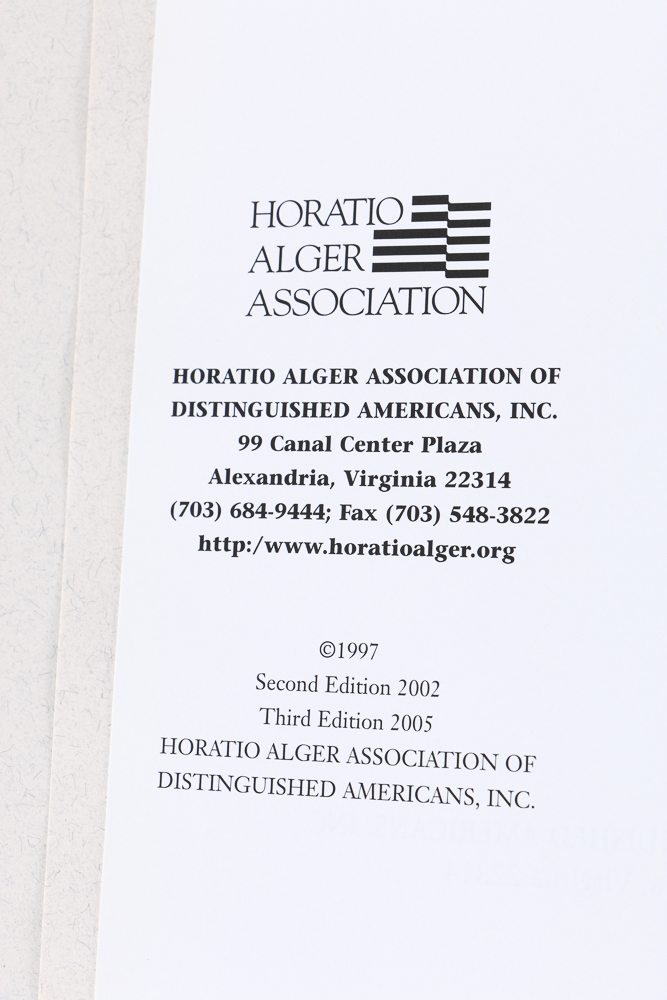 HORATIO
ALGER
ASSOCIATION
HORATIO ALGER ASSOCIATION OF
DISTINGUISHED AMERICANS, INC.
99 Canal Center Plaza
Alexandria, Virginia 22314
(703) 684-9444; Fax (703) 548-3822
http:/www.horatioalger.org
©1997
Second Edition 2002
Third Edition 2005
HORATIO ALGER ASSOCIATION OF
DISTINGUISHED AMERICANS, INC.